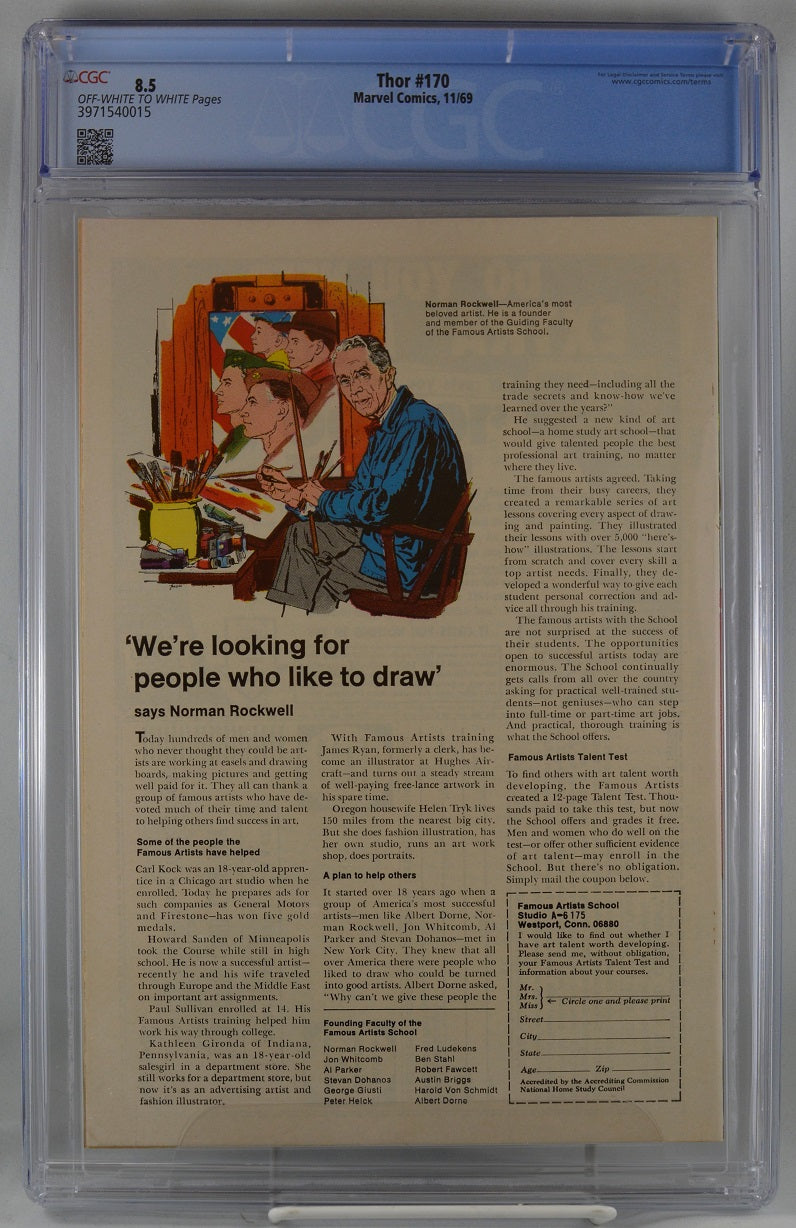 CGC
8.5
OFF-WHITE TO WHITE Pages
3971540015
Thor #170
Marvel Comics, 11/69
For Legal Disclaimer and Service Terms please visit
www.cgccomics.com/terms
CGC
Norman Rockwell—America's most
beloved artist. He is a founder
and member of the Guiding Faculty
of the Famous Artists School.
'We're looking for
people who like to draw'
says Norman Rockwell
Today hundreds of men and women
who never thought they could be art-
ists are working at easels and drawing
boards, making pictures and getting
well paid for it. They all can thank a
group of famous artists who have de-
voted much of their time and talent
to helping others find success in art.
Some of the people the
Famous Artists have helped
Carl Kock was an 18-year-old appren-
tice in a Chicago art studio when he
enrolled. Today he prepares ads for
such companies as General Motors
and Firestone—has won five gold
medals.
Howard Sanden of Minneapolis
took the Course while still in high
school. He is now a successful artist—
recently he and his wife traveled
through Europe and the Middle East
on important art assignments.
Paul Sullivan enrolled at 14. His
Famous Artists training helped him
work his way through college.
Kathleen Gironda of Indiana,
Pennsylvania, was an 18-year-old
salesgirl in a department store. She
still works for a department store, but
now it's as an advertising artist and
fashion illustrator.
With Famous Artists training
James Ryan, formerly a clerk, has be-
come an illustrator at Hughes Air-
craft—and turns out a steady stream
of well-paying free-lance artwork in
his spare time.
Oregon housewife Helen Tryk lives
150 miles from the nearest big city.
But she does fashion illustration, has
her own studio, runs an art work
shop, does portraits.
A plan to help others
It started over 18 years ago when a
group of America's most successful
artists—men like Albert Dorne, Nor-
man Rockwell, Jon Whitcomb, Al
Parker and Stevan Dohanos—met in
New York City. They knew that all
over America there were people who
liked to draw who could be turned
into good artists. Albert Dorne asked,
"Why can't we give these people the
Founding Faculty of the
Famous Artists School
Norman Rockwell
Jon Whitcomb
Al Parker
Stevan Dohanos
George Giusti
Peter Helck
Fred Ludekens
Ben Stahl
Robert Fawcett
Austin Briggs
Harold Von Schmidt
Albert Dorne
training they need—including all the
trade secrets and know-how we've
learned over the years?"
He suggested a new kind of art
school—a home study art school—that
would give talented people the best
professional art training, no matter
where they live.
The famous artists agreed. Taking
time from their busy careers, they
created a remarkable series of art
lessons covering every aspect of draw-
ing and painting. They illustrated
their lessons with over 5,000 "here's-
how" illustrations. The lessons start
from scratch and cover every skill a
top artist needs. Finally, they de-
veloped a wonderful way to give each
student personal correction and ad-
vice all through his training.
The famous artists with the School
are not surprised at the success of
their students. The opportunities
open to successful artists today are
enormous. The School continually
gets calls from all over the country
asking for practical well-trained stu-
dents—not geniuses—who can step
into full-time or part-time art jobs.
And practical, thorough training is
what the School offers.
Famous Artists Talent Test
To find others with art talent worth
developing, the Famous Artists
created a 12-page Talent Test. Thou-
sands paid to take this test, but now
the School offers and grades it free.
Men and women who do well on the
test—or offer other sufficient evidence
of art talent—may enroll in the
School. But there's no obligation.
Simply mail the coupon below.
Famous Artists School
Studio A-6175
Westport, Conn. 06880
I would like to find out whether I
have art talent worth developing.
Please send me, without obligation,
your Famous Artists Talent Test and
information about your courses.
Mr.
Mrs. ← Circle one and please print
Miss
Street
City
State
Age Zip
Accredited by the Accrediting Commission
National Home Study Council